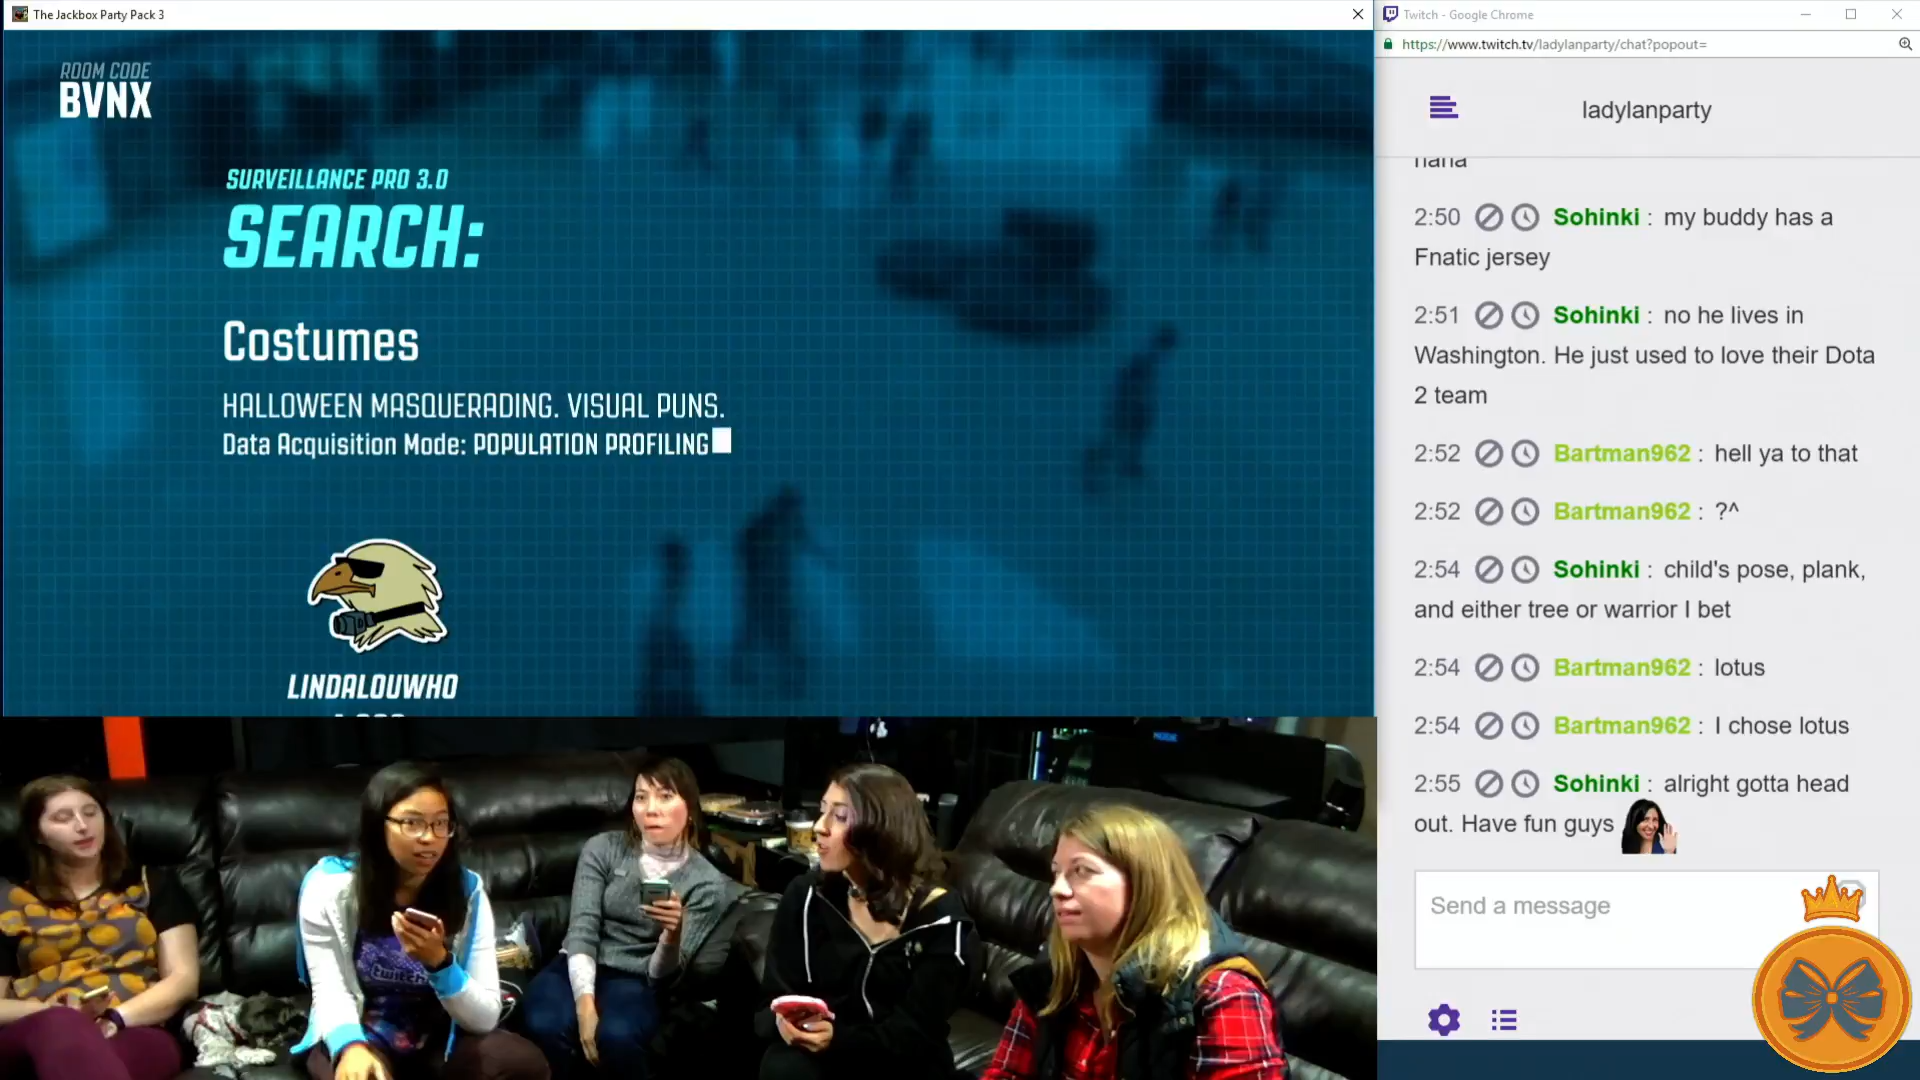 The Jackbox Party Pack 3
ROOM CODE
BVNX
SURVEILLANCE PRO 3.0
SEARCH:
Costumes
HALLOWEEN MASQUERADING. VISUAL PUNS.
Data Acquisition Mode: POPULATION PROFILING
LINDALOUWHO
twitch
Twitch - Google Chrome
https://www.twitch.tv/ladylanparty/chat?popout=
ladylanparty
2:50 Sohinki : my buddy has a
Fnatic jersey
2:51 Sohinki : no he lives in
Washington. He just used to love their Dota
2 team
2:52 Bartman962 : hell ya to that
2:52 Bartman962 : ?^
2:54 Sohinki : child's pose, plank,
and either tree or warrior I bet
2:54 Bartman962 : lotus
2:54 Bartman962 : I chose lotus
2:55 Sohinki : alright gotta head
out. Have fun guys
Send a message